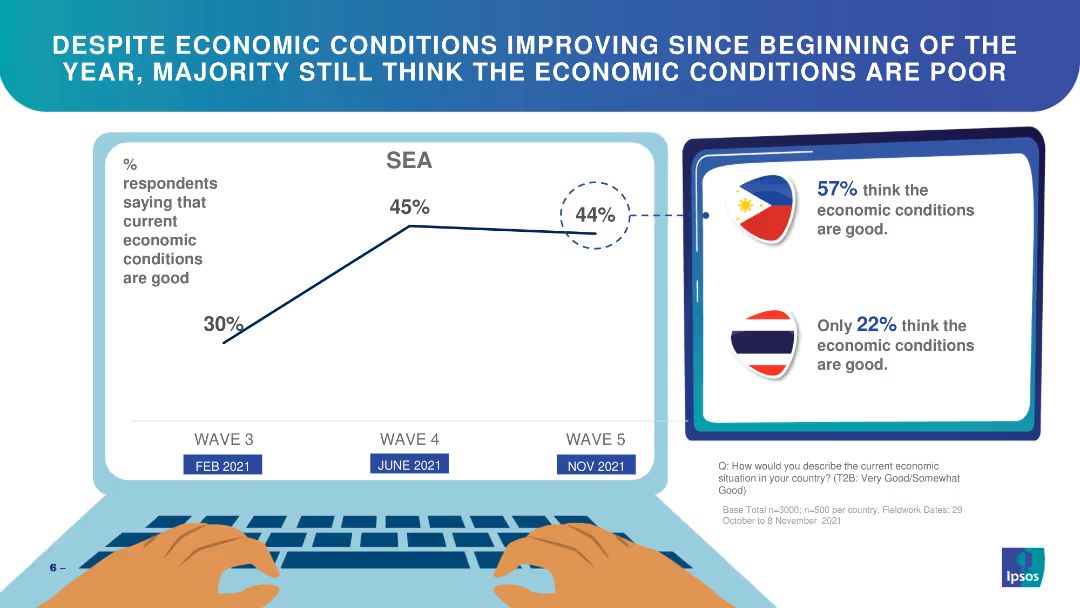 DESPITE ECONOMIC CONDITIONS IMPROVING SINCE BEGINNING OF THE
YEAR, MAJORITY STILL THINK THE ECONOMIC CONDITIONS ARE POOR
%
respondents
saying that
current
economic
conditions
are good
SEA
30%
45%
44%
WAVE 3
WAVE 4
WAVE 5
FEB 2021
JUNE 2021
NOV 2021
57% think the
economic conditions
are good.
Only 22% think the
economic conditions
are good.
Q: How would you describe the current economic
situation in your country? (T2B: Very Good/Somewhat
Good)
Base Total n=3000; n=500 per country, Fieldwork Dates: 29
October to 8 November 2021
6 –
Ipsos